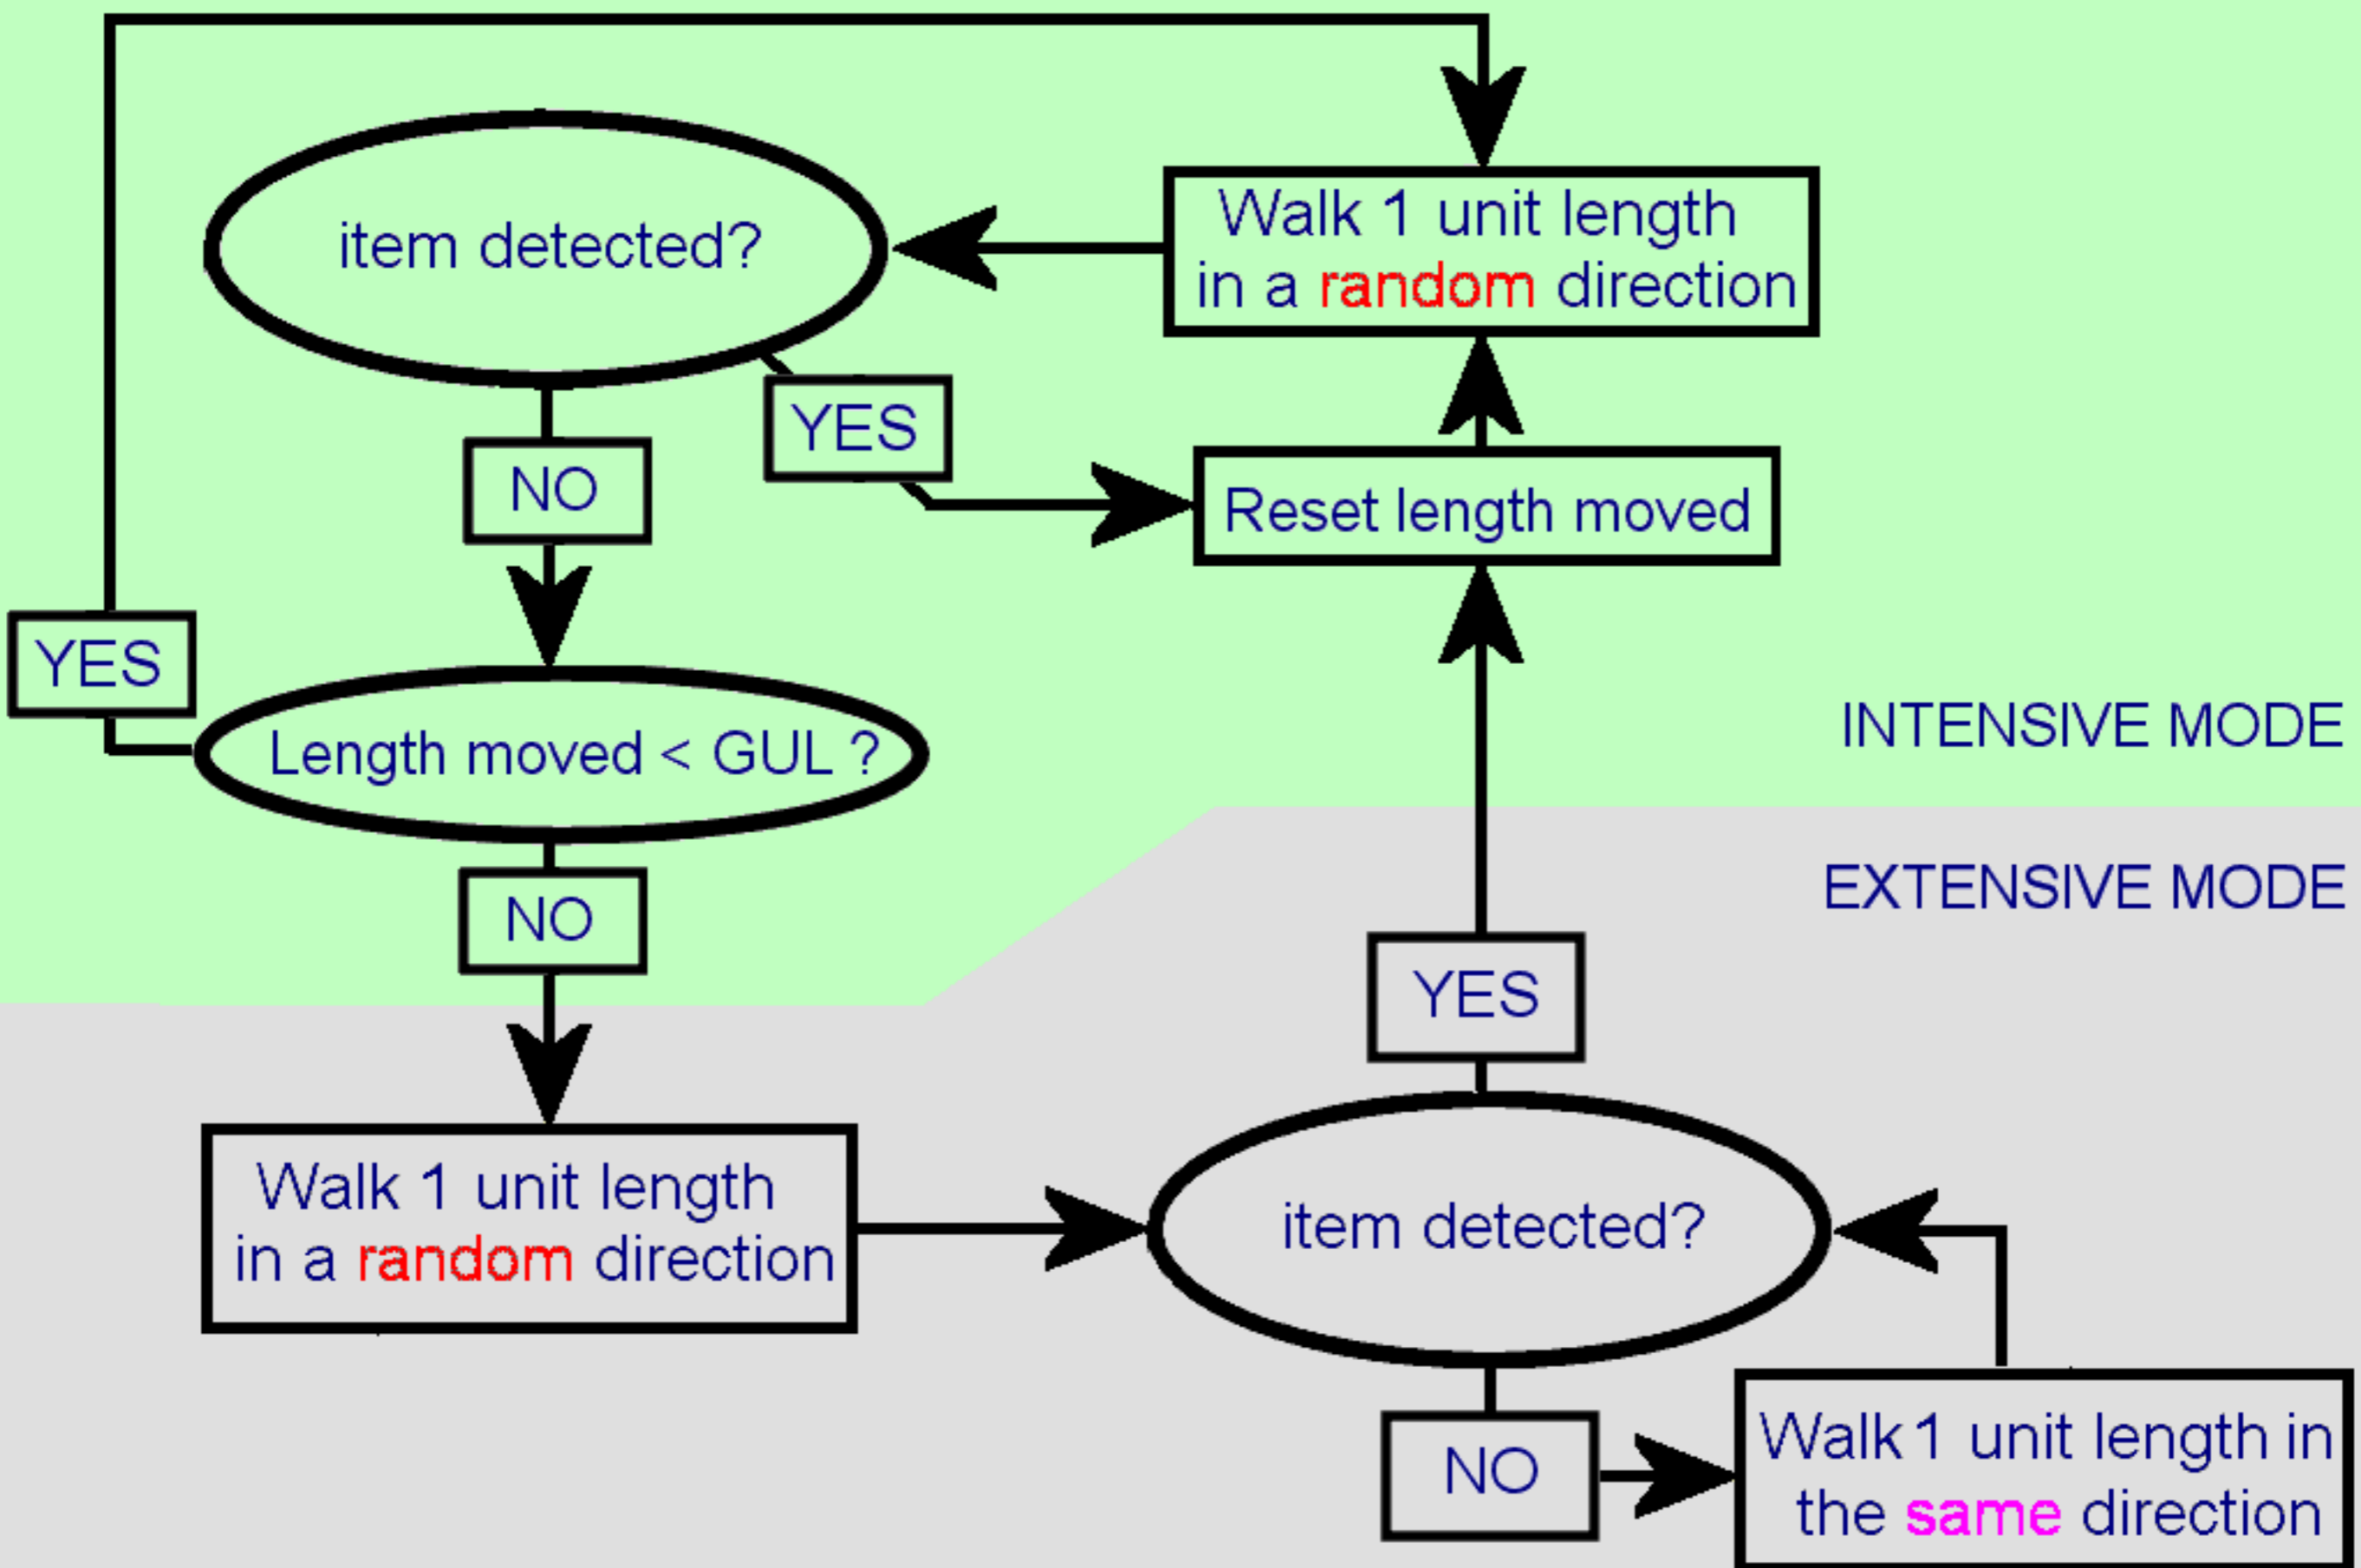 item detected?
Walk 1 unit length
in a random direction
YES
NO
Reset length moved
YES
Length moved < GUL ?
INTENSIVE MODE
EXTENSIVE MODE
NO
YES
Walk 1 unit length
in a random direction
item detected?
NO
Walk 1 unit length in
the same direction